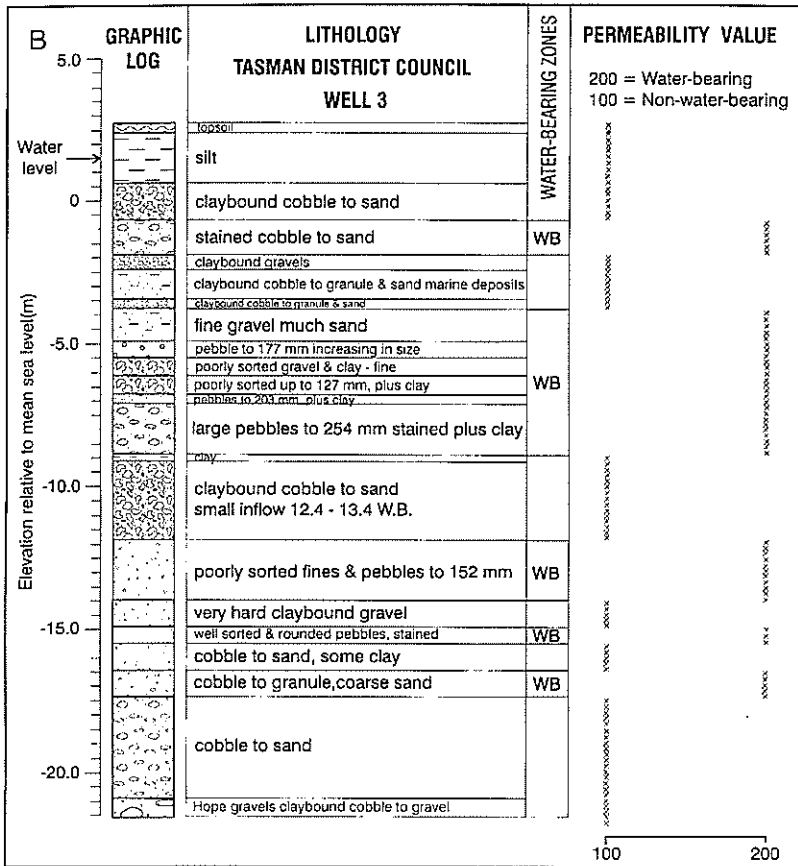 B
GRAPHIC
LOG
LITHOLOGY
TASMAN DISTRICT COUNCIL
WELL 3
WATER-BEARING ZONES
PERMEABILITY VALUE
200 = Water-bearing
100 = Non-water-bearing
Elevation relative to mean sea level(m)
5.0
0
-5.0
-10.0
-15.0
-20.0
Water
level
topsoil
silt
claybound cobble to sand
stained cobble to sand
WB
claybound gravels
claybound cobble to granule & sand marine deposits
claybound cobble to granule & sand
fine gravel much sand
pebble to 177 mm increasing in size
poorly sorted gravel & clay - fine
poorly sorted up to 127 mm, plus clay
WB
pebbles to 203 mm, plus clay
large pebbles to 254 mm stained plus clay
clay
claybound cobble to sand
small inflow 12.4 - 13.4 W.B.
poorly sorted fines & pebbles to 152 mm
WB
very hard claybound gravel
well sorted & rounded pebbles, stained
WB
cobble to sand, some clay
cobble to granule,coarse sand
WB
cobble to sand
Hope gravels claybound cobble to gravel
100
200